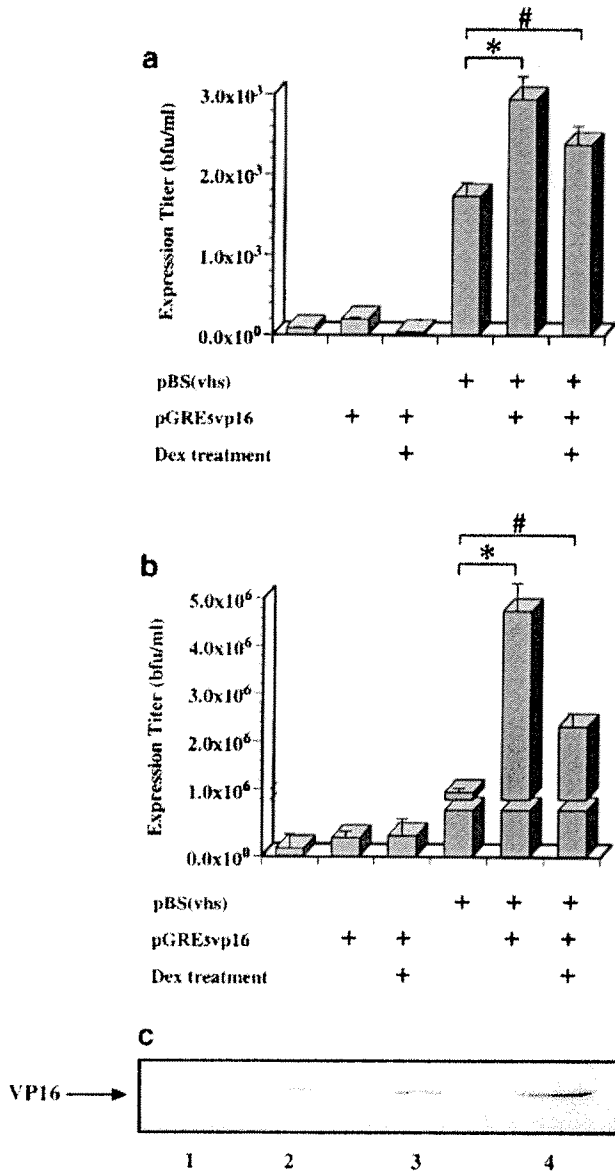 #
a
*
3.0x10³
2.0x10³
1.0x10³
0.0x10⁰
Expression Titer (bfu/ml)
pBS(vhs) + + +
pGRE5vp16 + + + +
Dex treatment + +
#
b
*
5.0x10⁶
4.0x10⁶
3.0x10⁶
2.0x10⁶
1.0x10⁶
0.0x10⁰
Expression Titer (bfu/ml)
pBS(vhs) + + +
pGRE5vp16 + + + +
Dex treatment + +
c
VP16
1 2 3 4